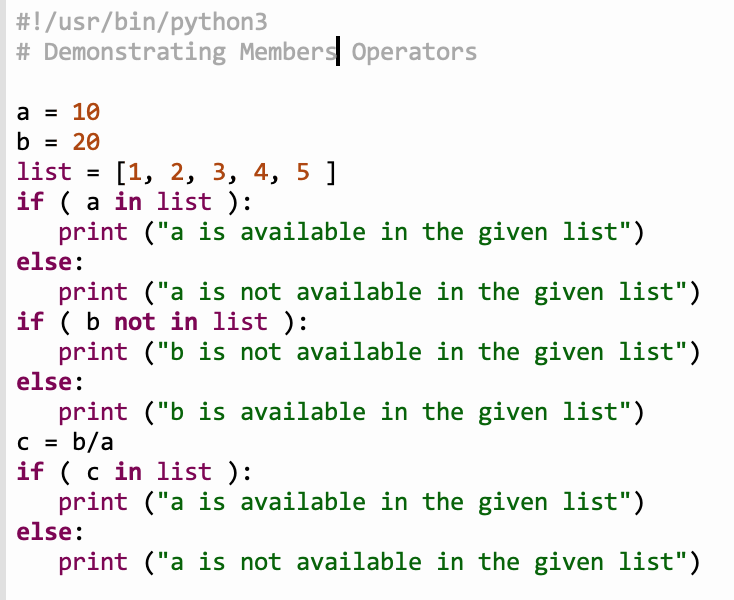 #!/usr/bin/python3
# Demonstrating Members Operators
a = 10
b = 20
list = [1, 2, 3, 4, 5 ]
if ( a in list ):
   print ("a is available in the given list")
else:
   print ("a is not available in the given list")
if ( b not in list ):
   print ("b is not available in the given list")
else:
   print ("b is available in the given list")
c = b/a
if ( c in list ):
   print ("a is available in the given list")
else:
   print ("a is not available in the given list")